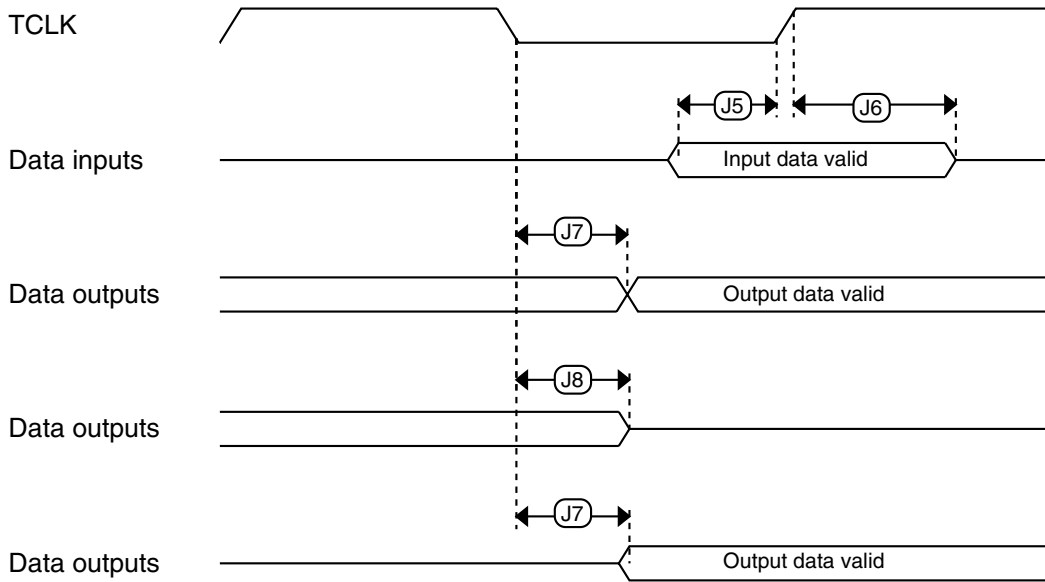 TCLK
J5
J6
Data inputs
Input data valid
J7
Data outputs
Output data valid
J8
Data outputs
J7
Data outputs
Output data valid